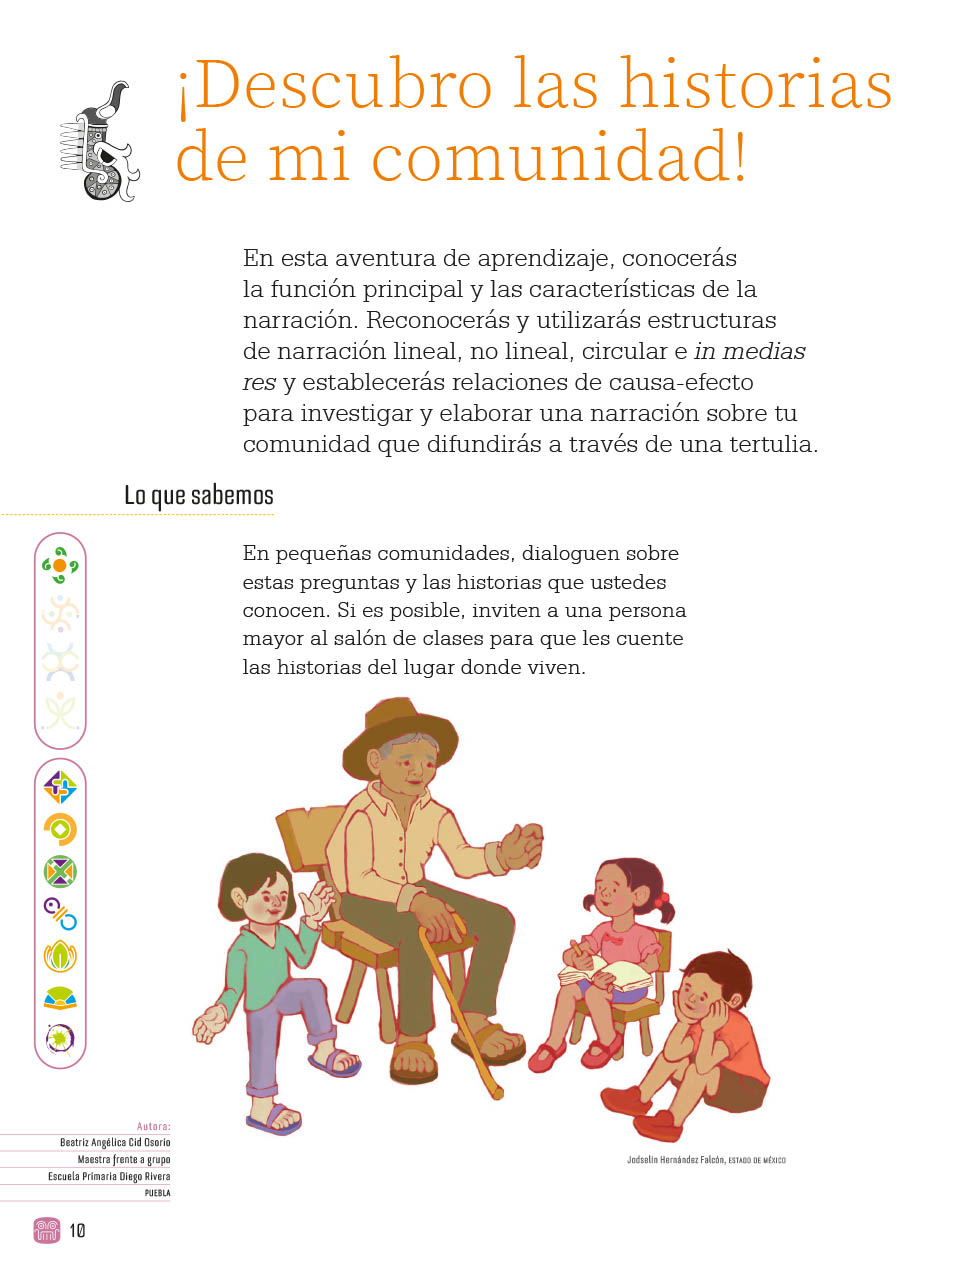 ¡Descubro las historias
de mi comunidad!
En esta aventura de aprendizaje, conocerás
la función principal y las características de la
narración. Reconocerás y utilizarás estructuras
de narración lineal, no lineal, circular e in medias
res y establecerás relaciones de causa-efecto
para investigar y elaborar una narración sobre tu
comunidad que difundirás a través de una tertulia.
Lo que sabemos
En pequeñas comunidades, dialoguen sobre
estas preguntas y las historias que ustedes
conocen. Si es posible, inviten a una persona
mayor al salón de clases para que les cuente
las historias del lugar donde viven.
Autora:
Beatriz Angélica Cid Osorio
Maestra frente a grupo
Escuela Primaria Diego Rivera
PUEBLA
Jodselin Hernández Falcón, ESTADO DE MÉXICO
10